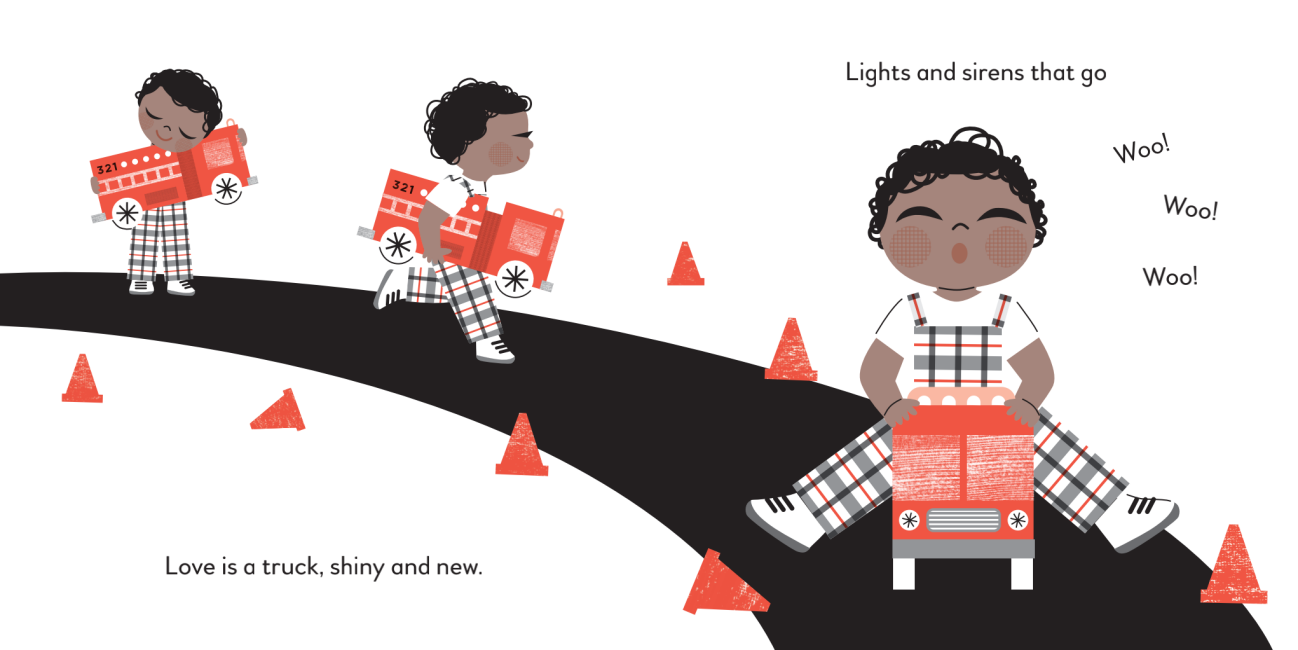 321
321
Love is a truck, shiny and new.
Lights and sirens that go
Woo!
Woo!
Woo!